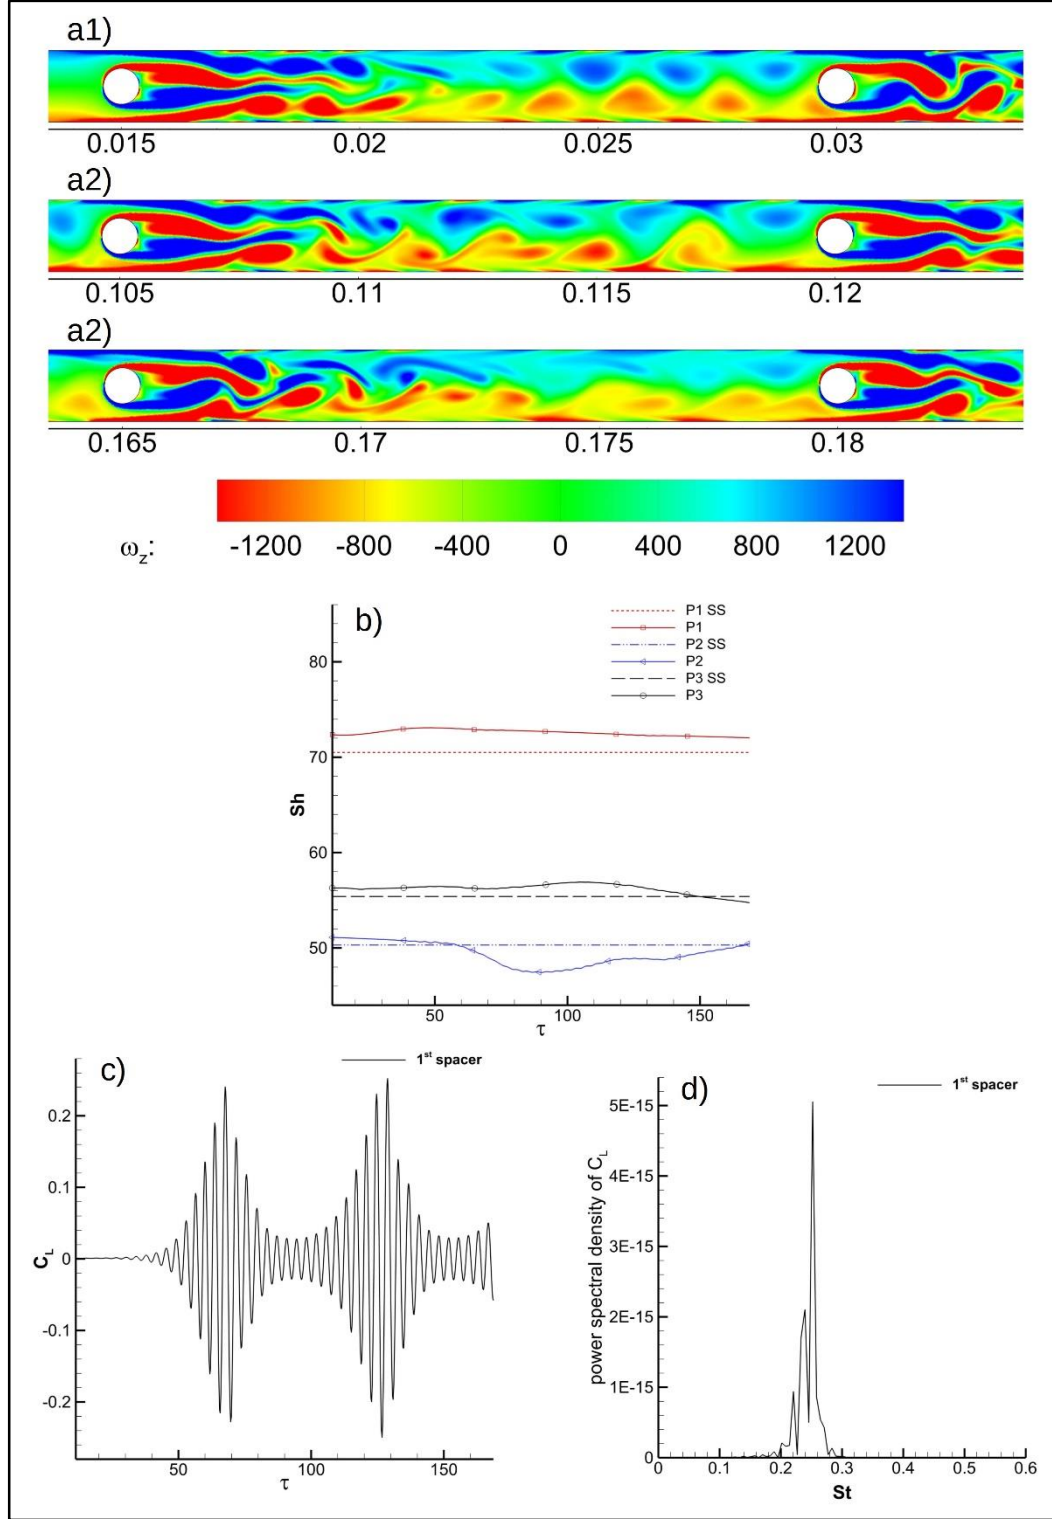 a1)
0.015 0.02 0.025 0.03
a2)
0.105 0.11 0.115 0.12
a2)
0.165 0.17 0.175 0.18
ω_z: -1200 -800 -400 0 400 800 1200
b)
P1 SS
P1
P2 SS
P2
P3 SS
P3
80
70
60
50
Sh
50 100 150
τ
c)
1st spacer
0.2
0.1
0
-0.1
-0.2
C_L
50 100 150
τ
d)
1st spacer
5E-15
4E-15
3E-15
2E-15
1E-15
0
power spectral density of C_L
0 0.1 0.2 0.3 0.4 0.5 0.6
St